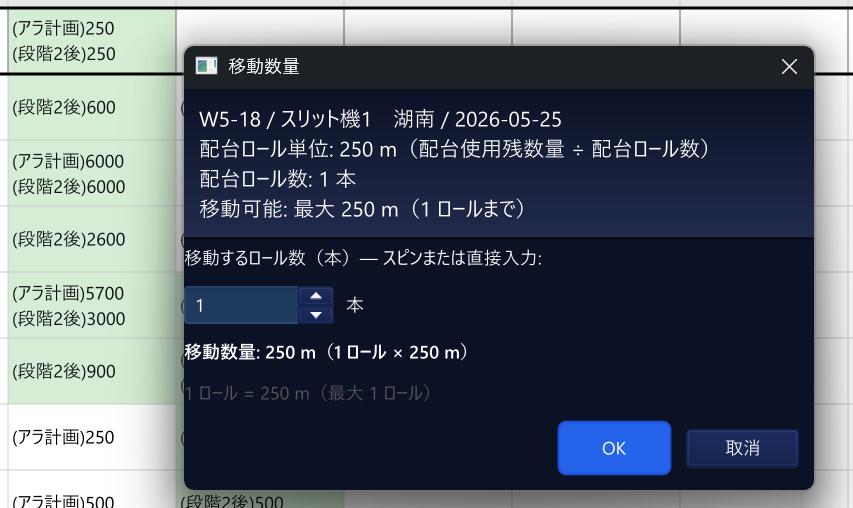 (アラ計画)250
(段階2後)250
(段階2後)600
(アラ計画)6000
(段階2後)6000
(段階2後)2600
(アラ計画)5700
(段階2後)3000
(段階2後)900
(アラ計画)250
(アラ計画)500
(段階2後)500
移動数量
W5-18 / スリット機1　湖南 / 2026-05-25
配台ロール単位: 250 m（配台使用残数量 ÷ 配台ロール数）
配台ロール数: 1 本
移動可能: 最大 250 m（1 ロールまで）
移動するロール数（本）― スピンまたは直接入力:
1
本
移動数量: 250 m（1 ロール × 250 m）
1 ロール = 250 m（最大 1 ロール）
OK
取消